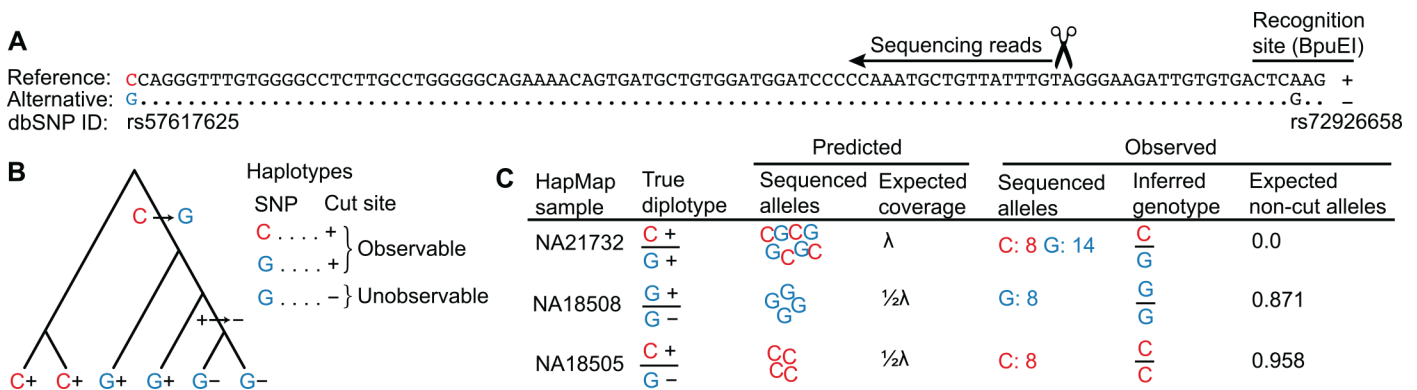 A
Recognition
site (BpuEI)
Sequencing reads
Reference: CCAGGGTTTGTGGGGCCTCTTGCCTGGGGGCAGAAAACAGTGATGCTGTGGATGGATCCCCCAAATGCTGTTATTTGTAGGGAAGATTGTGTGACTCAAG +
Alternative: G....................................................................................................G.. −
dbSNP ID: rs57617625 rs72926658
B
C → G
+ → −
C+ C+ G+ G+ G− G−
Haplotypes
SNP Cut site
C .... + } Observable
G .... +
G .... − } Unobservable
C
Predicted Observed
HapMap sample True diplotype Sequenced alleles Expected coverage Sequenced alleles Inferred genotype Expected non-cut alleles
NA21732 C + / G + CGCG GCGC λ C: 8 G: 14 C / G 0.0
NA18508 G + / G − G G G G ½λ G: 8 G / G 0.871
NA18505 C + / G − CC CC ½λ C: 8 C / C 0.958